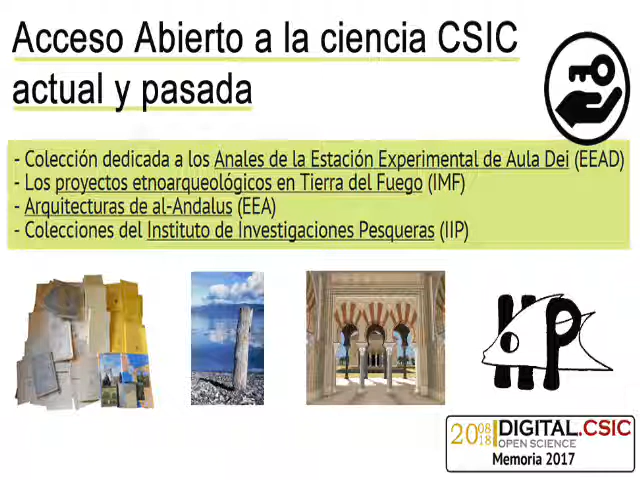 Acceso Abierto a la ciencia CSIC
actual y pasada
- Colección dedicada a los Anales de la Estación Experimental de Aula Dei (EEAD)
- Los proyectos etnoarqueológicos en Tierra del Fuego (IMF)
- Arquitecturas de al-Andalus (EEA)
- Colecciones del Instituto de Investigaciones Pesqueras (IIP)
IIP
2008
18
DIGITAL.CSIC
OPEN SCIENCE
Memoria 2017